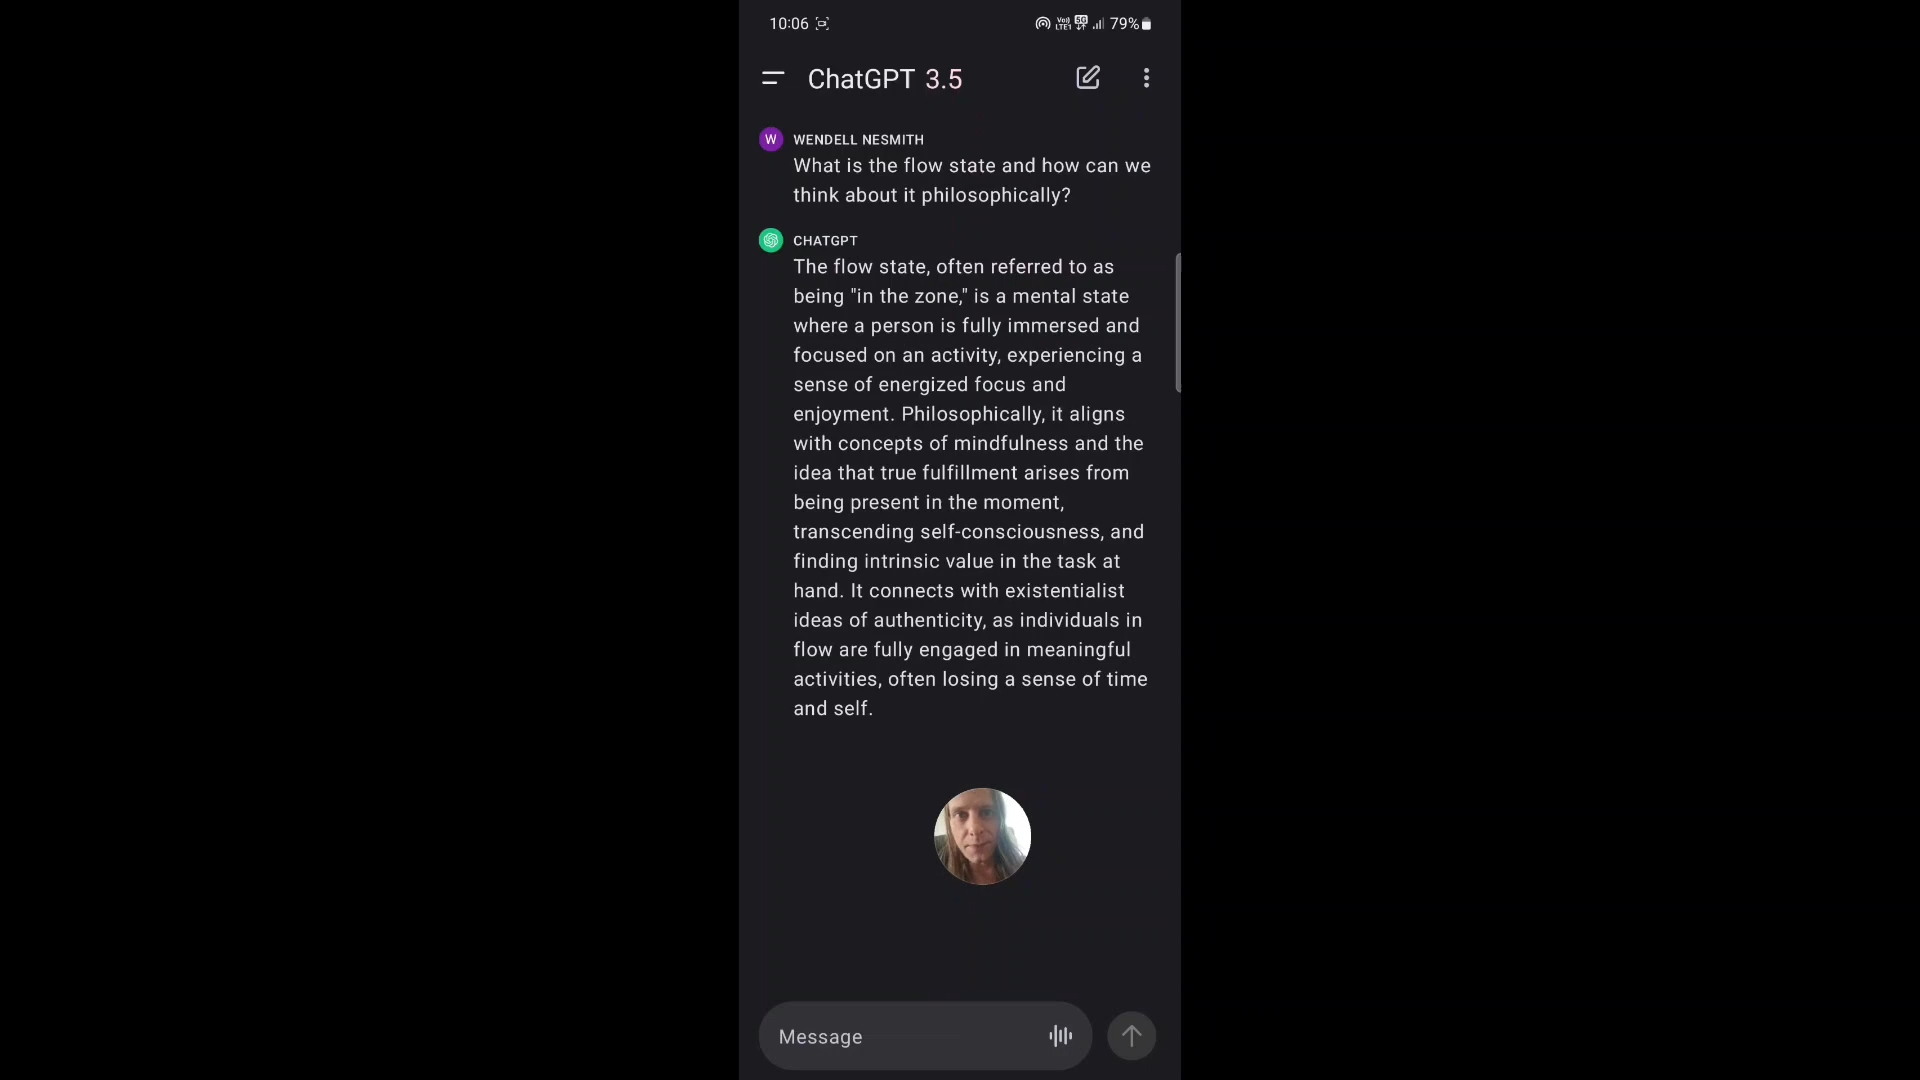 10:06 Vo) LTE1 5G 79%
ChatGPT 3.5
W WENDELL NESMITH
What is the flow state and how can we
think about it philosophically?
CHATGPT
The flow state, often referred to as
being "in the zone," is a mental state
where a person is fully immersed and
focused on an activity, experiencing a
sense of energized focus and
enjoyment. Philosophically, it aligns
with concepts of mindfulness and the
idea that true fulfillment arises from
being present in the moment,
transcending self-consciousness, and
finding intrinsic value in the task at
hand. It connects with existentialist
ideas of authenticity, as individuals in
flow are fully engaged in meaningful
activities, often losing a sense of time
and self.
Message